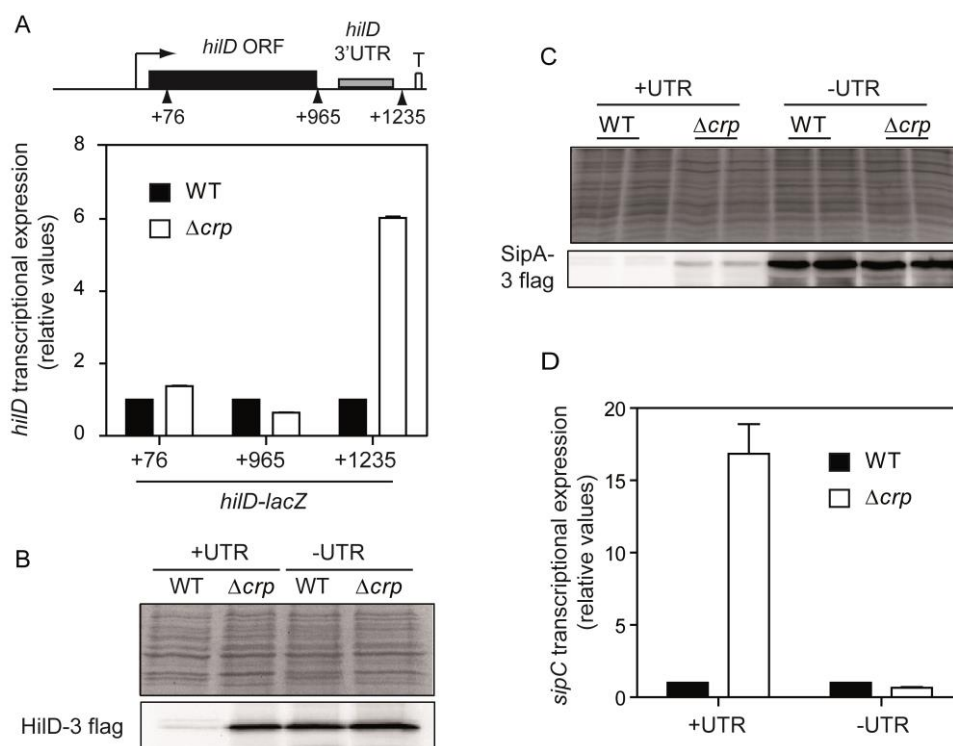 A
hilD ORF
hilD
3'UTR
T
+76
+965
+1235
hilD transcriptional expression
(relative values)
8
6
4
2
0
WT
Δcrp
+76
+965
+1235
hilD-lacZ
B
+UTR
-UTR
WT
Δcrp
WT
Δcrp
HilD-3 flag
C
+UTR
-UTR
WT
Δcrp
WT
Δcrp
SipA-
3 flag
D
sipC transcriptional expression
(relative values)
20
15
10
5
0
WT
Δcrp
+UTR
-UTR